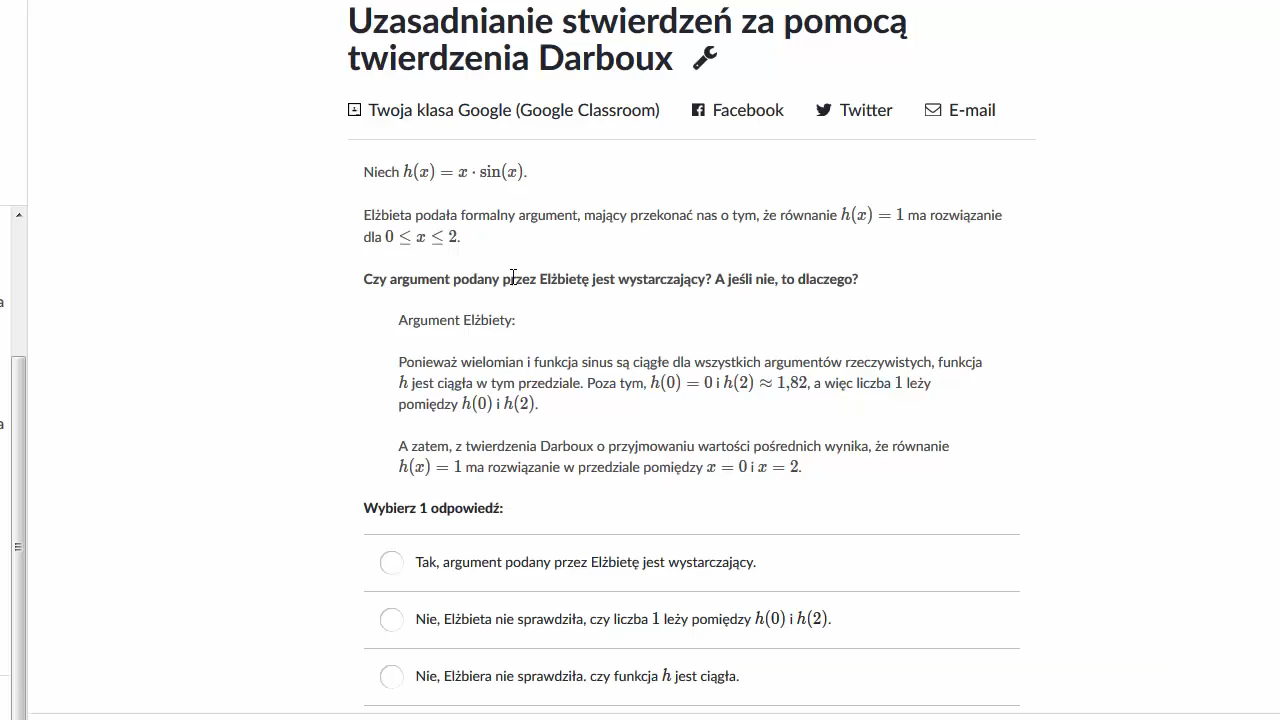 Uzasadnianie stwierdzeń za pomocą
twierdzenia Darboux
Twoja klasa Google (Google Classroom) Facebook Twitter E-mail
Niech h(x) = x · sin(x).
Elżbieta podała formalny argument, mający przekonać nas o tym, że równanie h(x) = 1 ma rozwiązanie
dla 0 ≤ x ≤ 2.
Czy argument podany przez Elżbietę jest wystarczający? A jeśli nie, to dlaczego?
Argument Elżbiety:
Ponieważ wielomian i funkcja sinus są ciągłe dla wszystkich argumentów rzeczywistych, funkcja
h jest ciągła w tym przedziale. Poza tym, h(0) = 0 i h(2) ≈ 1,82, a więc liczba 1 leży
pomiędzy h(0) i h(2).
A zatem, z twierdzenia Darboux o przyjmowaniu wartości pośrednich wynika, że równanie
h(x) = 1 ma rozwiązanie w przedziale pomiędzy x = 0 i x = 2.
Wybierz 1 odpowiedź:
Tak, argument podany przez Elżbietę jest wystarczający.
Nie, Elżbieta nie sprawdziła, czy liczba 1 leży pomiędzy h(0) i h(2).
Nie, Elżbiera nie sprawdziła. czy funkcja h jest ciągła.
a
a